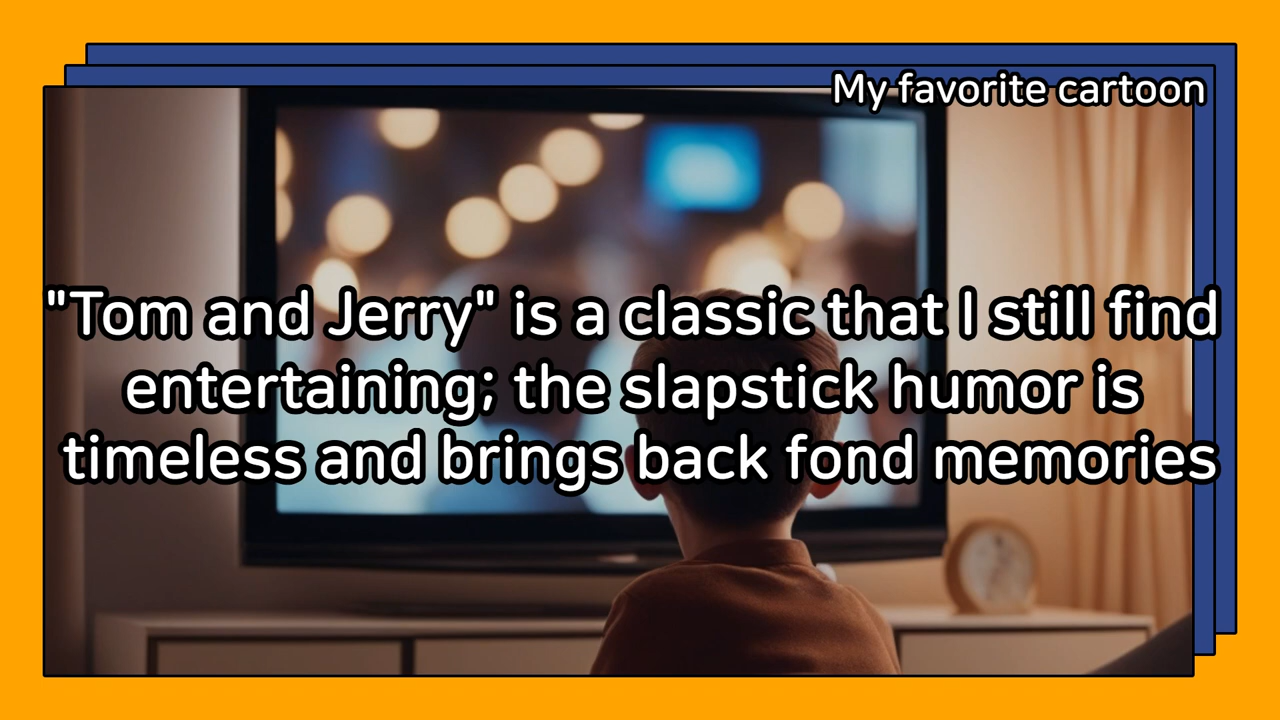 My favorite cartoon
"Tom and Jerry" is a classic that I still find
entertaining; the slapstick humor is
timeless and brings back fond memories